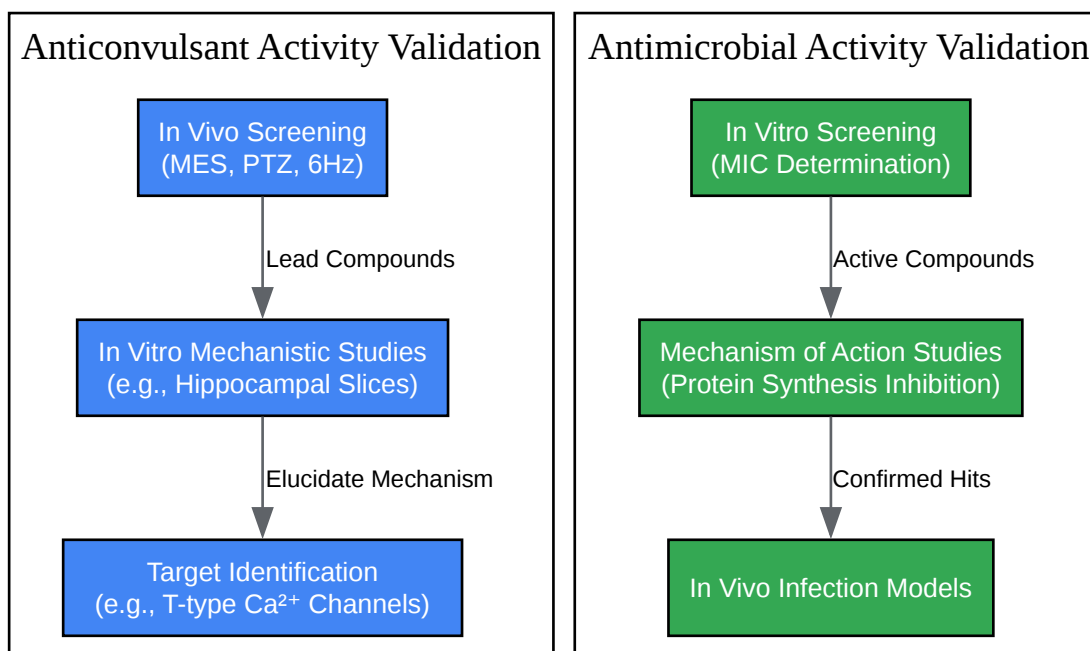 Anticonvulsant Activity Validation
In Vivo Screening
(MES, PTZ, 6Hz)
Lead Compounds
In Vitro Mechanistic Studies
(e.g., Hippocampal Slices)
Elucidate Mechanism
Target Identification
(e.g., T-type Ca²⁺ Channels)
Antimicrobial Activity Validation
In Vitro Screening
(MIC Determination)
Active Compounds
Mechanism of Action Studies
(Protein Synthesis Inhibition)
Confirmed Hits
In Vivo Infection Models